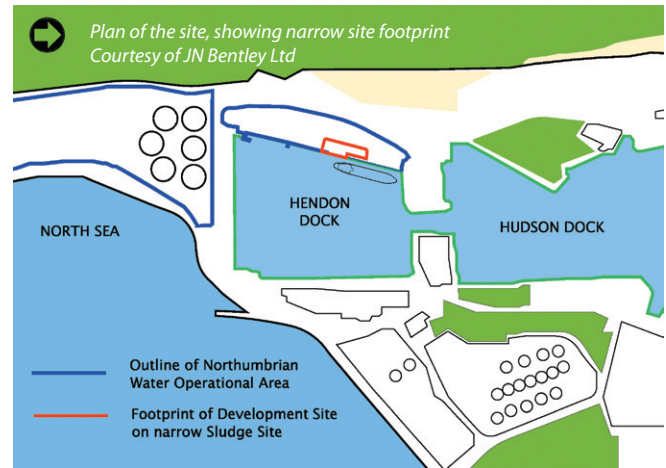 Plan of the site, showing narrow site footprint
Courtesy of JN Bentley Ltd
HENDON
DOCK
NORTH SEA
HUDSON DOCK
Outline of Northumbrian
Water Operational Area
Footprint of Development Site
on narrow Sludge Site